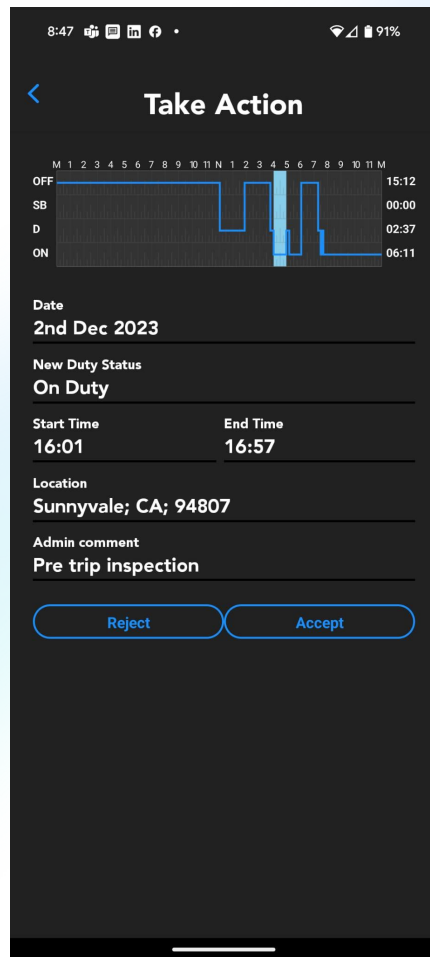 8:47 91%
Take Action
M 1 2 3 4 5 6 7 8 9 10 11 N 1 2 3 4 5 6 7 8 9 10 11 M
OFF 15:12
SB 00:00
D 02:37
ON 06:11
Date
2nd Dec 2023
New Duty Status
On Duty
Start Time End Time
16:01 16:57
Location
Sunnyvale; CA; 94807
Admin comment
Pre trip inspection
Reject Accept